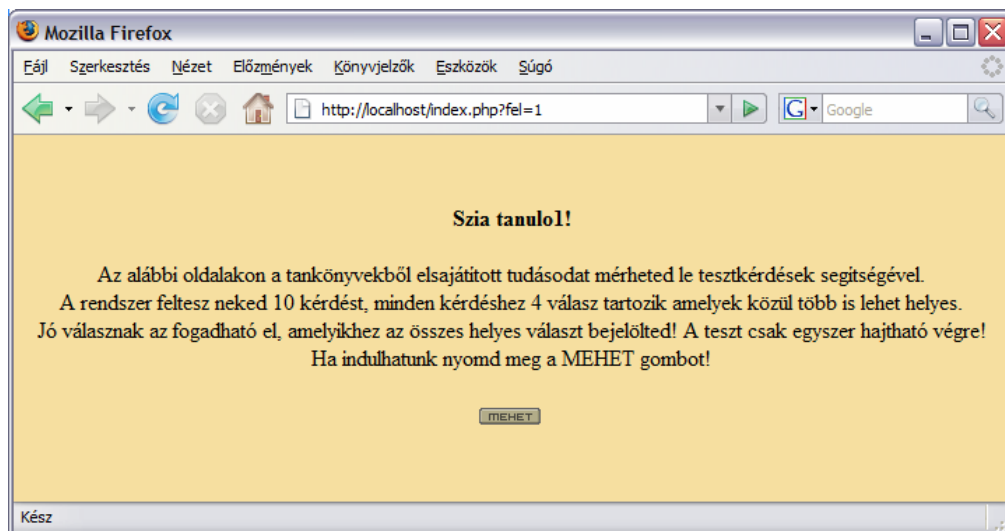 Mozilla Firefox
Fájl Szerkesztés Nézet Előzmények Könyvjelzők Eszközök Súgó
http://localhost/index.php?fel=1 G Google
Szia tanulo1!
Az alábbi oldalakon a tankönyvekből elsajátított tudásodat mérheted le tesztkérdések segítségével.
A rendszer feltesz neked 10 kérdést, minden kérdéshez 4 válasz tartozik amelyek közül több is lehet helyes.
Jó válasznak az fogadható el, amelyikhez az összes helyes választ bejelölted! A teszt csak egyszer hajtható végre!
Ha indulhatunk nyomd meg a MEHET gombot!
MEHET
Kész